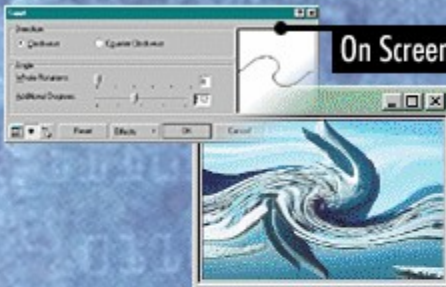 Direction
Clockwise
Counter Clockwise
On Screen
Angle
Whole Rotations
Additional Degrees
Reset
Effects
OK
Cancel